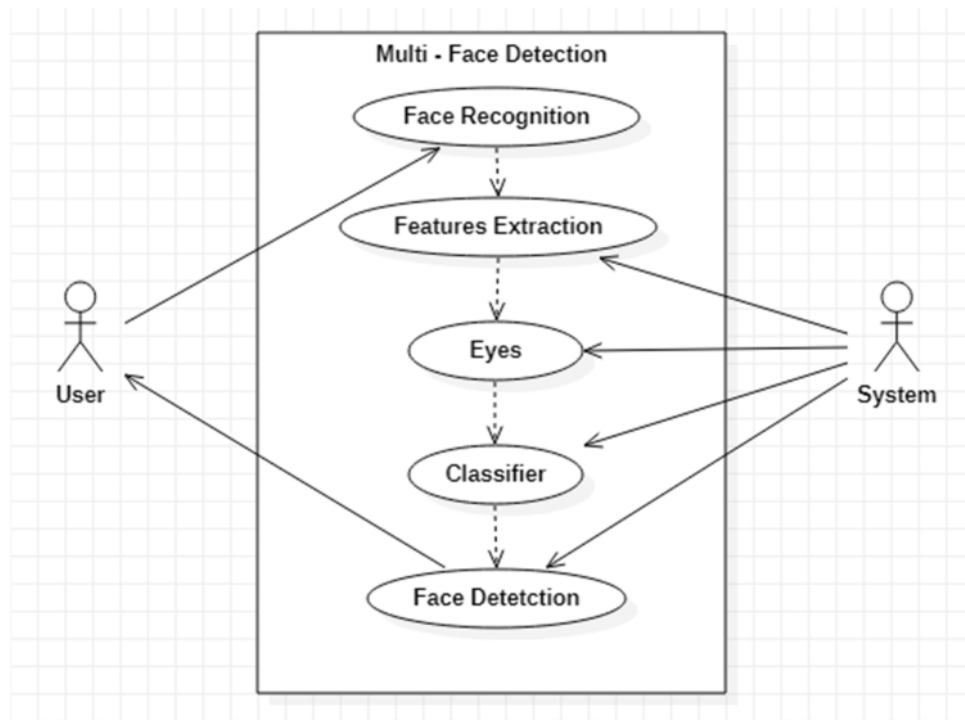 Multi - Face Detection
Face Recognition
Features Extraction
Eyes
User
System
Classifier
Face Detetction